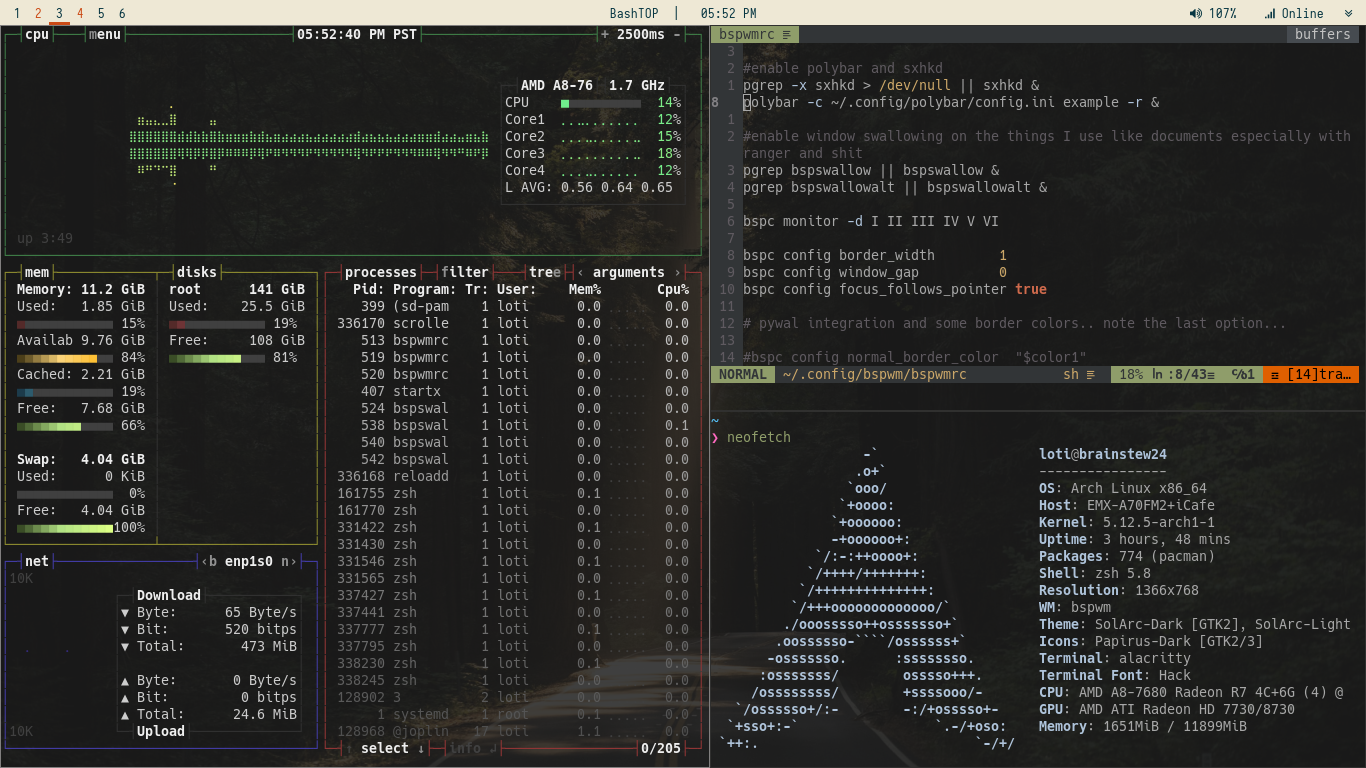 1 2 3 4 5 6 BashTOP | 05:52 PM 107% Online
cpu menu 05:52:40 PM PST + 2500ms -
AMD A8-76 1.7 GHz
CPU 14%
Core1 12%
Core2 15%
Core3 18%
Core4 12%
L AVG: 0.56 0.64 0.65
up 3:49
mem disks
Memory: 11.2 GiB root 141 GiB
Used: 1.85 GiB Used: 25.5 GiB
15% 19%
Availab 9.76 GiB Free: 108 GiB
84% 81%
Cached: 2.21 GiB
19%
Free: 7.68 GiB
66%
Swap: 4.04 GiB
Used: 0 KiB
0%
Free: 4.04 GiB
100%
net ‹b enp1s0 n›
10K
Download
▼ Byte: 65 Byte/s
▼ Bit: 520 bitps
▼ Total: 473 MiB
▲ Byte: 0 Byte/s
▲ Bit: 0 bitps
▲ Total: 24.6 MiB
10K
Upload
processes filter tree ‹ arguments ›
Pid: Program: Tr: User: Mem% Cpu%
399 (sd-pam 1 loti 0.0 0.0
336170 scrolle 1 loti 0.0 0.0
513 bspwmrc 1 loti 0.0 0.0
519 bspwmrc 1 loti 0.0 0.0
520 bspwmrc 1 loti 0.0 0.0
407 startx 1 loti 0.0 0.0
524 bspswal 1 loti 0.0 0.0
538 bspswal 1 loti 0.0 0.1
540 bspswal 1 loti 0.0 0.0
542 bspswal 1 loti 0.0 0.0
336168 reloadd 1 loti 0.0 0.0
161755 zsh 1 loti 0.1 0.0
161770 zsh 1 loti 0.0 0.0
331422 zsh 1 loti 0.1 0.0
331430 zsh 1 loti 0.0 0.0
331546 zsh 1 loti 0.1 0.0
331565 zsh 1 loti 0.0 0.0
337427 zsh 1 loti 0.1 0.0
337441 zsh 1 loti 0.0 0.0
337777 zsh 1 loti 0.1 0.0
337795 zsh 1 loti 0.0 0.0
338230 zsh 1 loti 0.1 0.0
338245 zsh 1 loti 0.0 0.0
128902 3 2 loti 0.0 0.0
1 systemd 1 root 0.1 0.0
128968 @joplin 17 loti 1.1 0.0
↑ select ↓ info ↲ 0/205
bspwmrc buffers
3
2 #enable polybar and sxhkd
1 pgrep -x sxhkd > /dev/null || sxhkd &
8 polybar -c ~/.config/polybar/config.ini example -r &
1
2 #enable window swallowing on the things I use like documents especially with
ranger and shit
3 pgrep bspswallow || bspswallow &
4 pgrep bspswallowalt || bspswallowalt &
5
6 bspc monitor -d I II III IV V VI
7
8 bspc config border_width 1
9 bspc config window_gap 0
10 bspc config focus_follows_pointer true
11
12 # pywal integration and some border colors.. note the last option...
13
14 #bspc config normal_border_color "$color1"
NORMAL ~/.config/bspwm/bspwmrc sh 18% ㏑:8/43≡ ℅1 [14]tra…
~
❯ neofetch
loti@brainstew24
----------------
OS: Arch Linux x86_64
Host: EMX-A70FM2+iCafe
Kernel: 5.12.5-arch1-1
Uptime: 3 hours, 48 mins
Packages: 774 (pacman)
Shell: zsh 5.8
Resolution: 1366x768
WM: bspwm
Theme: SolArc-Dark [GTK2], SolArc-Light
Icons: Papirus-Dark [GTK2/3]
Terminal: alacritty
Terminal Font: Hack
CPU: AMD A8-7680 Radeon R7 4C+6G (4) @
GPU: AMD ATI Radeon HD 7730/8730
Memory: 1651MiB / 11899MiB